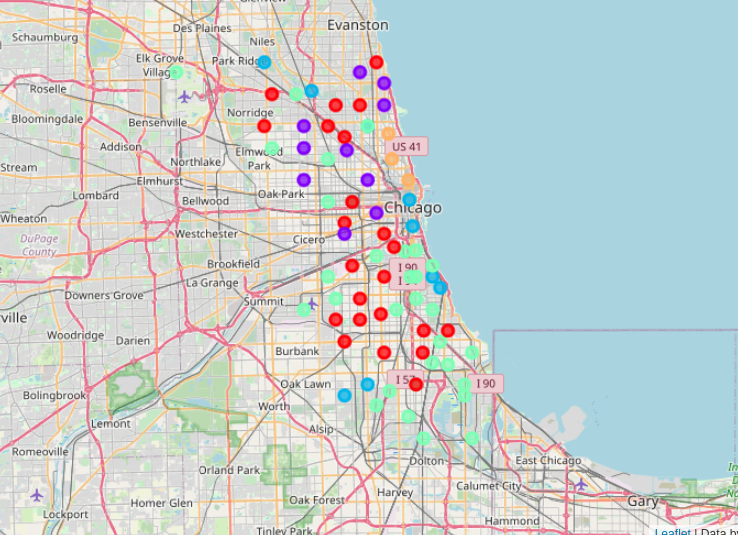 Evanston
Des Plaines
Schaumburg
Niles
Elk Grove
Village
Park Ridge
Roselle
Norridge
Bloomingdale
Bensenville
US 41
Addison
Elmwood
Park
Northlake
Stream
Elmhurst
Oak Park
Lombard
Bellwood
Chicago
Wheaton
Westchester
Cicero
DuPage
County
Brookfield
I 90
La Grange
Downers Grove
Summit
ville
Woodridge
Darien
Burbank
Oak Lawn
I 57
I 90
Bolingbrook
Worth
Lemont
Alsip
Romeoville
Dolton
East Chicago
Orland Park
Calumet City
Harvey
Homer Glen
Oak Forest
Gary
Lockport
Hammond
Tinley Park
Leaflet | Data by